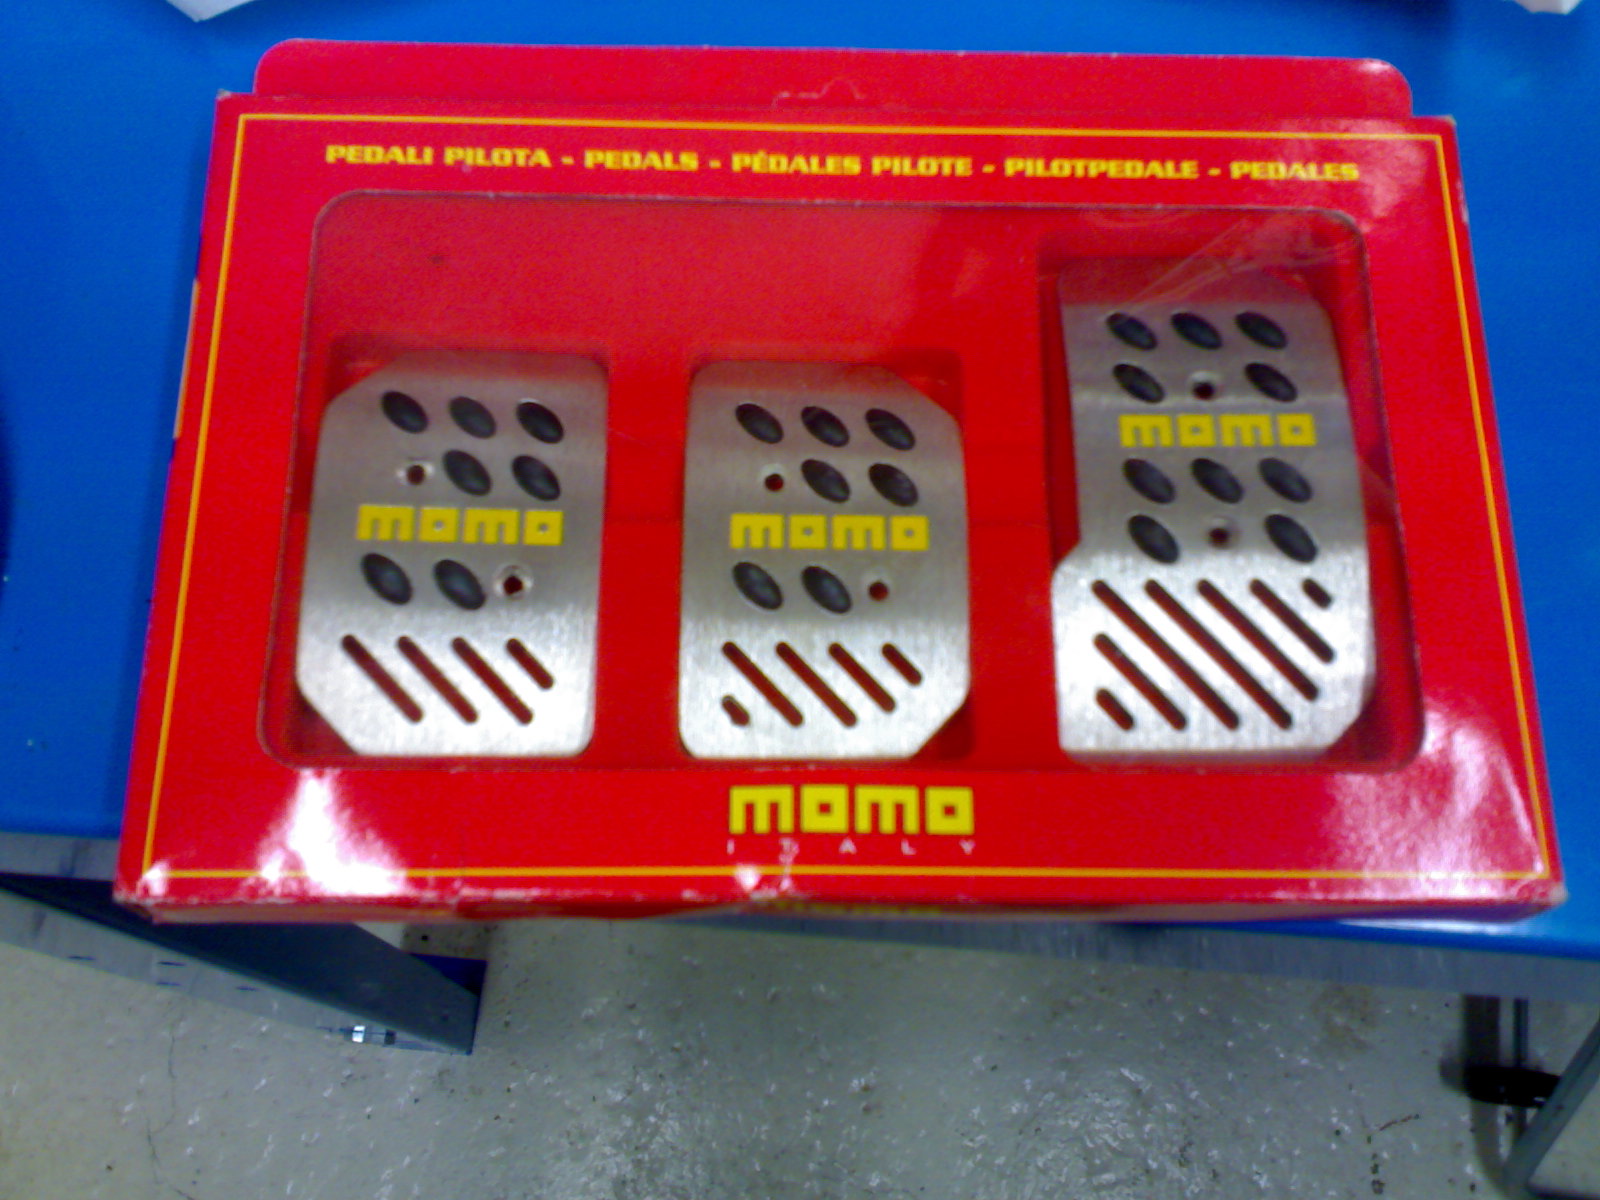 PEDALI PILOTA - PEDALS - PÉDALES PILOTE - PILOTPEDALE - PEDALES
momo
momo
momo
momo
ITALY